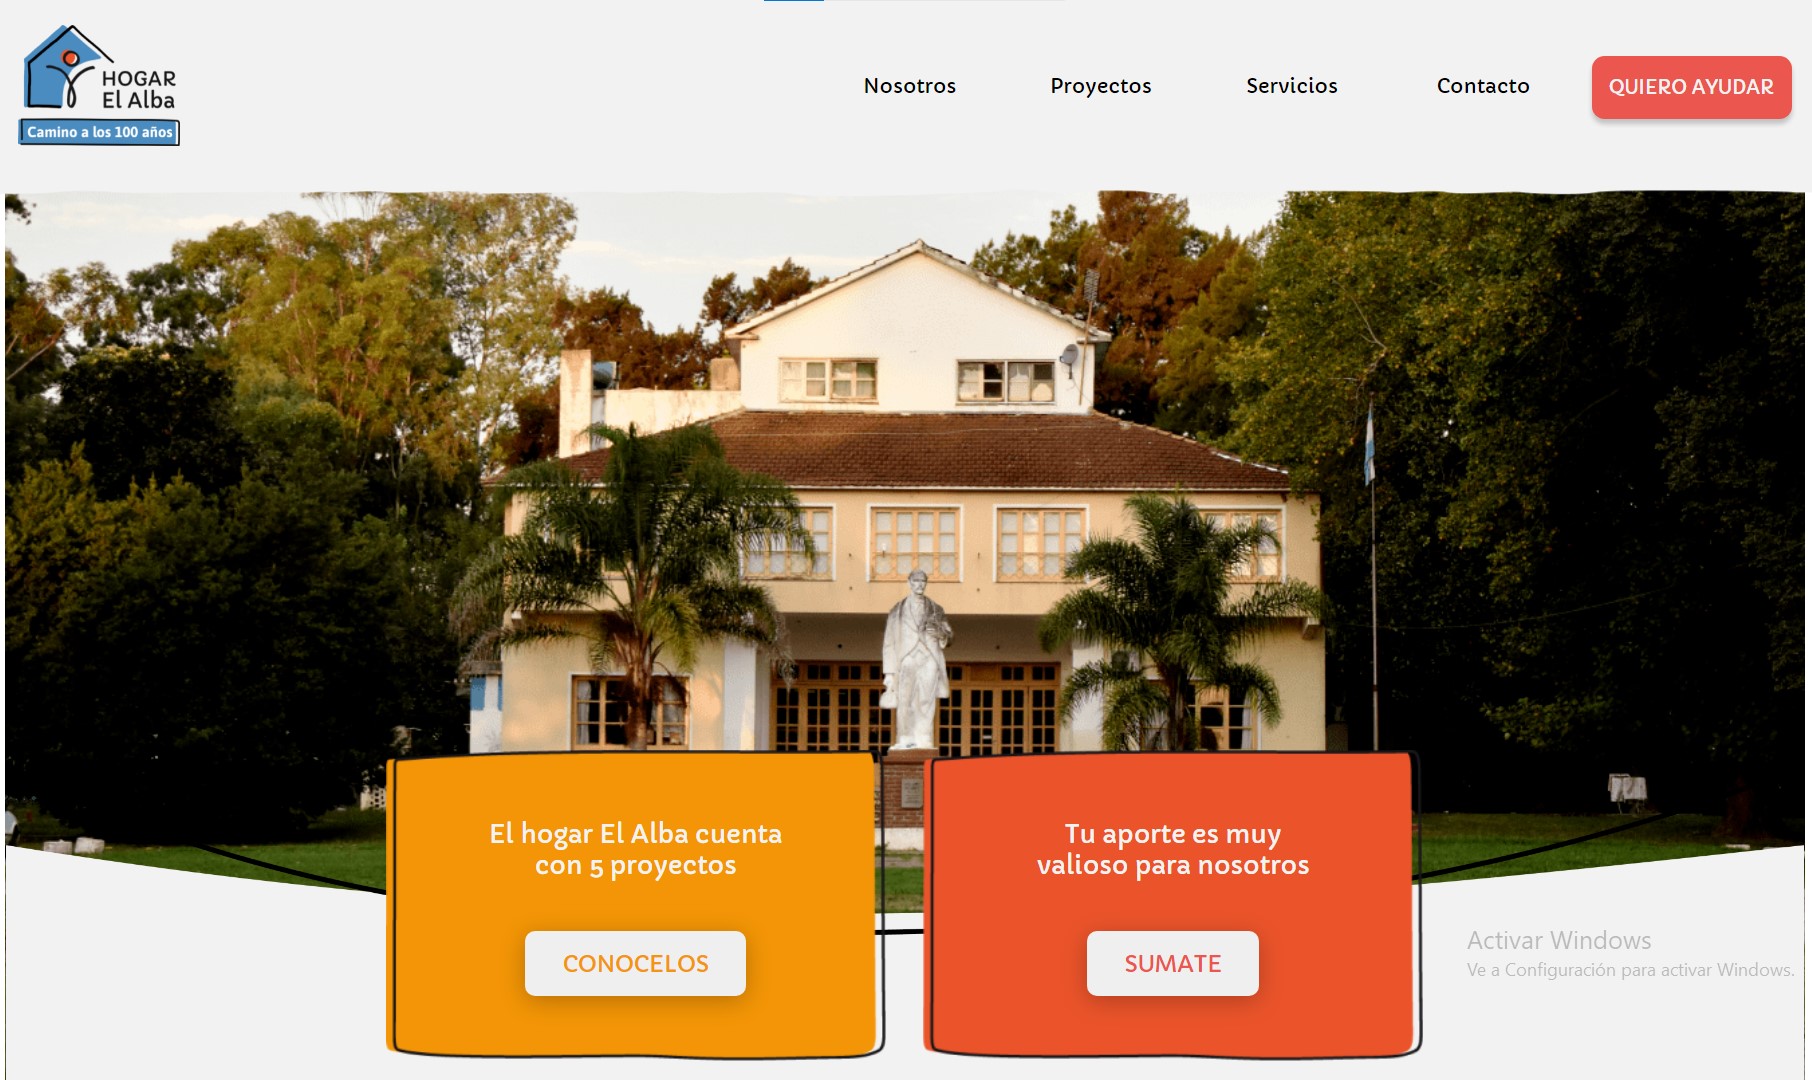 HOGAR
El Alba
Camino a los 100 años
Nosotros
Proyectos
Servicios
Contacto
QUIERO AYUDAR
El hogar El Alba cuenta
con 5 proyectos
CONOCELOS
Tu aporte es muy
valioso para nosotros
SUMATE
Activar Windows
Ve a Configuración para activar Windows.